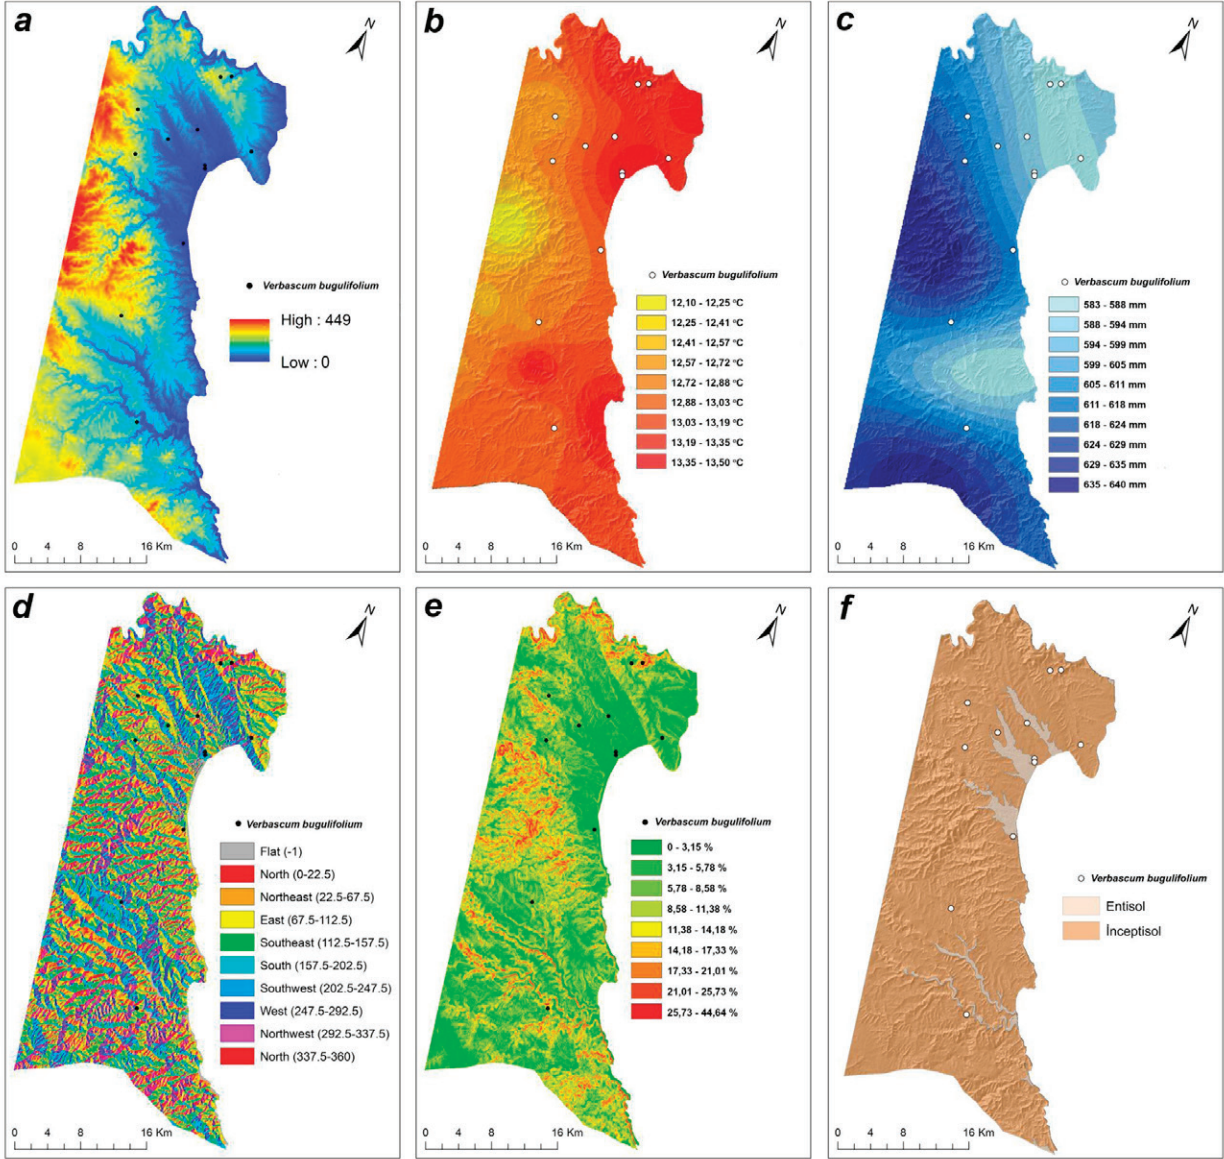 a
N
Verbascum bugulifolium
High : 449
Low : 0
0 4 8 16 Km
b
N
Verbascum bugulifolium
12,10 - 12,25 °C
12,25 - 12,41 °C
12,41 - 12,57 °C
12,57 - 12,72 °C
12,72 - 12,88 °C
12,88 - 13,03 °C
13,03 - 13,19 °C
13,19 - 13,35 °C
13,35 - 13,50 °C
0 4 8 16 Km
c
N
Verbascum bugulifolium
583 - 588 mm
588 - 594 mm
594 - 599 mm
599 - 605 mm
605 - 611 mm
611 - 618 mm
618 - 624 mm
624 - 629 mm
629 - 635 mm
635 - 640 mm
0 4 8 16 Km
d
N
Verbascum bugulifolium
Flat (-1)
North (0-22.5)
Northeast (22.5-67.5)
East (67.5-112.5)
Southeast (112.5-157.5)
South (157.5-202.5)
Southwest (202.5-247.5)
West (247.5-292.5)
Northwest (292.5-337.5)
North (337.5-360)
0 4 8 16 Km
e
N
Verbascum bugulifolium
0 - 3,15 %
3,15 - 5,78 %
5,78 - 8,58 %
8,58 - 11,38 %
11,38 - 14,18 %
14,18 - 17,33 %
17,33 - 21,01 %
21,01 - 25,73 %
25,73 - 44,64 %
0 4 8 16 Km
f
N
Verbascum bugulifolium
Entisol
İnceptisol
0 4 8 16 Km